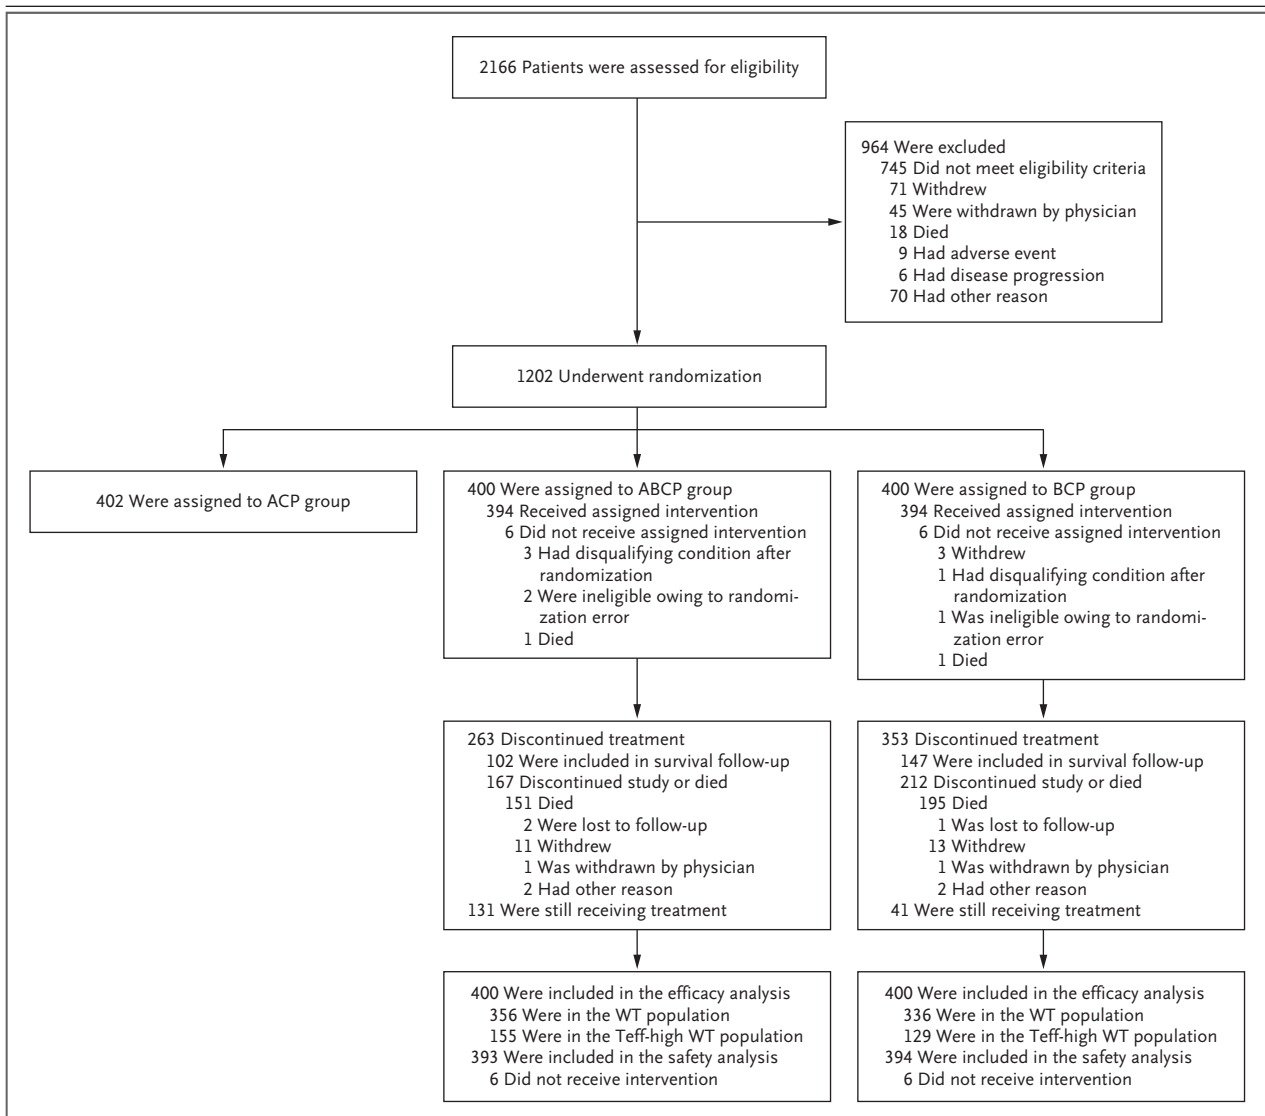 2166 Patients were assessed for eligibility
964 Were excluded
745 Did not meet eligibility criteria
71 Withdrew
45 Were withdrawn by physician
18 Died
9 Had adverse event
6 Had disease progression
70 Had other reason
1202 Underwent randomization
402 Were assigned to ACP group
400 Were assigned to ABCP group
394 Received assigned intervention
6 Did not receive assigned intervention
3 Had disqualifying condition after
randomization
2 Were ineligible owing to randomi-
zation error
1 Died
400 Were assigned to BCP group
394 Received assigned intervention
6 Did not receive assigned intervention
3 Withdrew
1 Had disqualifying condition after
randomization
1 Was ineligible owing to randomi-
zation error
1 Died
263 Discontinued treatment
102 Were included in survival follow-up
167 Discontinued study or died
151 Died
2 Were lost to follow-up
11 Withdrew
1 Was withdrawn by physician
2 Had other reason
131 Were still receiving treatment
353 Discontinued treatment
147 Were included in survival follow-up
212 Discontinued study or died
195 Died
1 Was lost to follow-up
13 Withdrew
1 Was withdrawn by physician
2 Had other reason
41 Were still receiving treatment
400 Were included in the efficacy analysis
356 Were in the WT population
155 Were in the Teff-high WT population
393 Were included in the safety analysis
6 Did not receive intervention
400 Were included in the efficacy analysis
336 Were in the WT population
129 Were in the Teff-high WT population
394 Were included in the safety analysis
6 Did not receive intervention